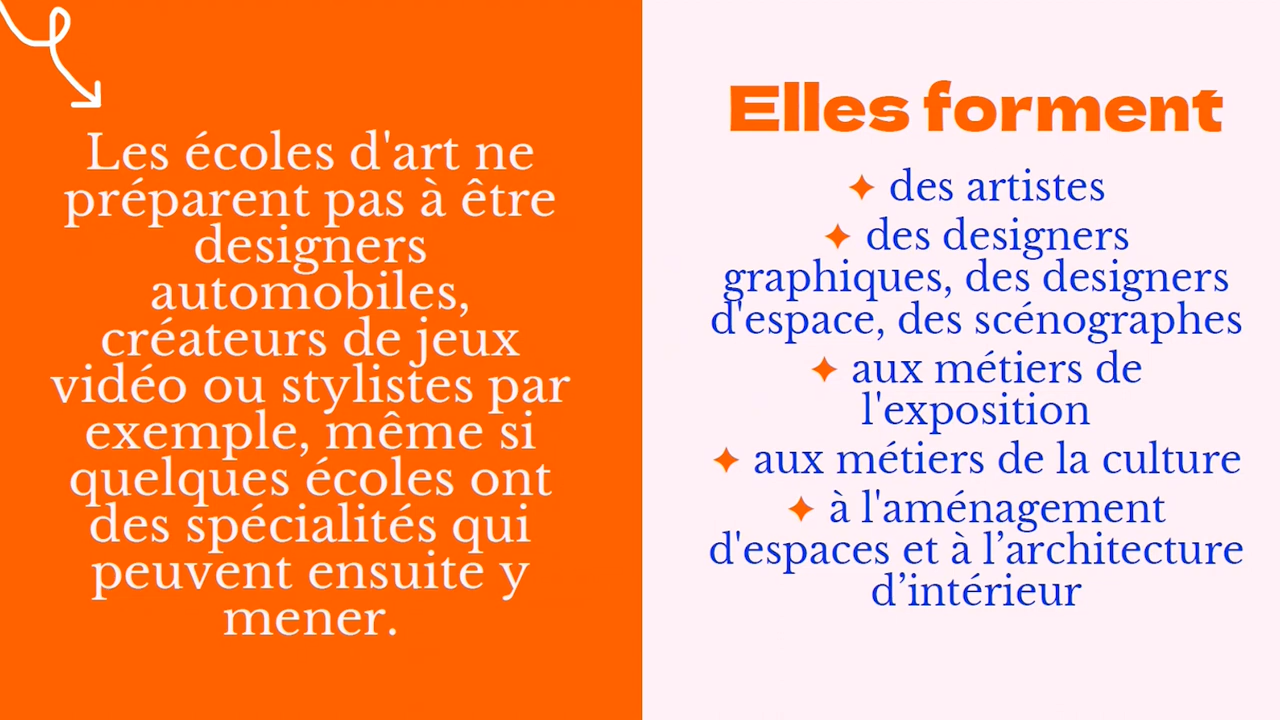 Les écoles d'art ne
préparent pas à être
designers
automobiles,
créateurs de jeux
vidéo ou stylistes par
exemple, même si
quelques écoles ont
des spécialités qui
peuvent ensuite y
mener.
Elles forment
✦ des artistes
✦ des designers
graphiques, des designers
d'espace, des scénographes
✦ aux métiers de
l'exposition
✦ aux métiers de la culture
✦ à l'aménagement
d'espaces et à l’architecture
d’intérieur